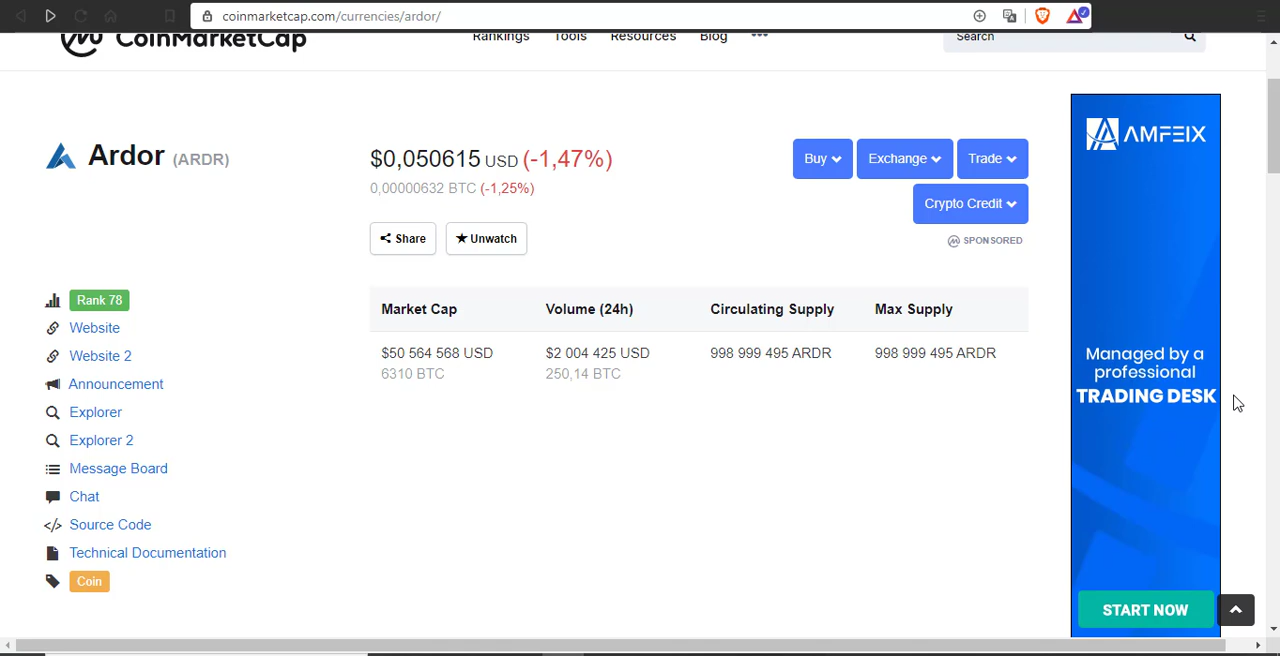 coinmarketcap.com/currencies/ardor/
CoinMarketCap
Rankings Tools Resources Blog
Search
Ardor (ARDR)
$0,050615 USD (-1,47%)
0,00000632 BTC (-1,25%)
Share
Unwatch
Buy
Exchange
Trade
Crypto Credit
SPONSORED
Rank 78
Website
Website 2
Announcement
Explorer
Explorer 2
Message Board
Chat
Source Code
Technical Documentation
Coin
Market Cap Volume (24h) Circulating Supply Max Supply
$50 564 568 USD $2 004 425 USD 998 999 495 ARDR 998 999 495 ARDR
6310 BTC 250,14 BTC
AMFEIX
Managed by a
professional
TRADING DESK
START NOW